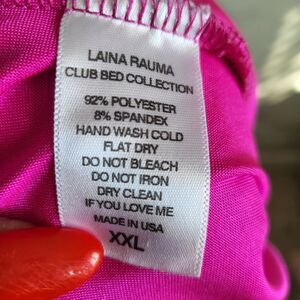 LAINA RAUMA
CLUB BED COLLECTION
92% POLYESTER
8% SPANDEX
HAND WASH COLD
FLAT DRY
DO NOT BLEACH
DO NOT IRON
DRY CLEAN
IF YOU LOVE ME
MADE IN USA
XXL